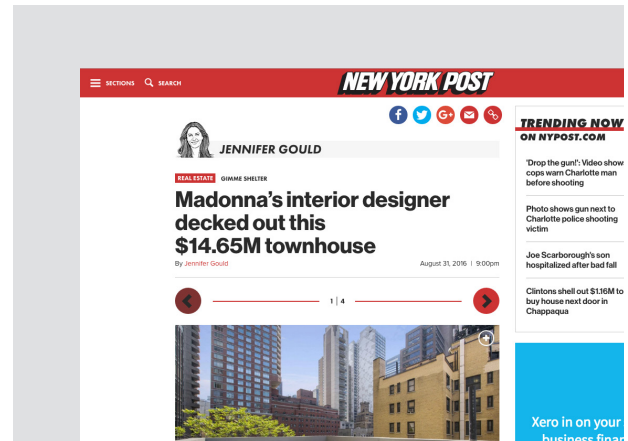 SECTIONS
SEARCH
NEW YORK POST
JENNIFER GOULD
REAL ESTATE
GIMME SHELTER
Madonna's interior designer
decked out this
$14.65M townhouse
By Jennifer Gould
August 31, 2016 | 9:00pm
1 | 4
TRENDING NOW
ON NYPOST.COM
'Drop the gun!': Video shows
cops warn Charlotte man
before shooting
Photo shows gun next to
Charlotte police shooting
victim
Joe Scarborough's son
hospitalized after bad fall
Clintons shell out $1.16M to
buy house next door in
Chappaqua
Xero in on your
business finan